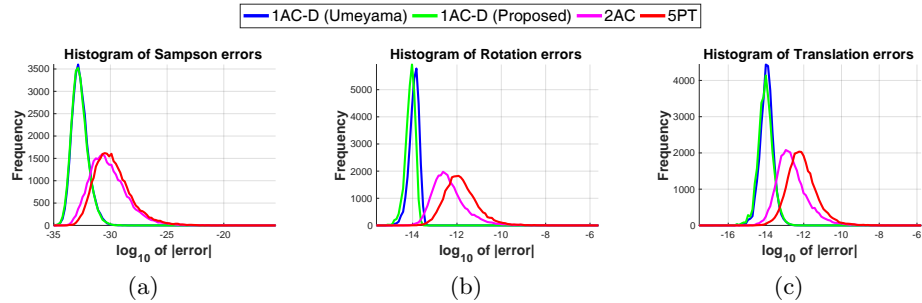 1AC-D (Umeyama) 1AC-D (Proposed) 2AC 5PT
Histogram of Sampson errors
Frequency
3500
3000
2500
2000
1500
1000
500
0
-35 -30 -25 -20
log10 of |error|
(a)
Histogram of Rotation errors
Frequency
5000
4000
3000
2000
1000
0
-14 -12 -10 -8 -6
log10 of |error|
(b)
Histogram of Translation errors
Frequency
4000
3000
2000
1000
0
-16 -14 -12 -10 -8 -6
log10 of |error|
(c)